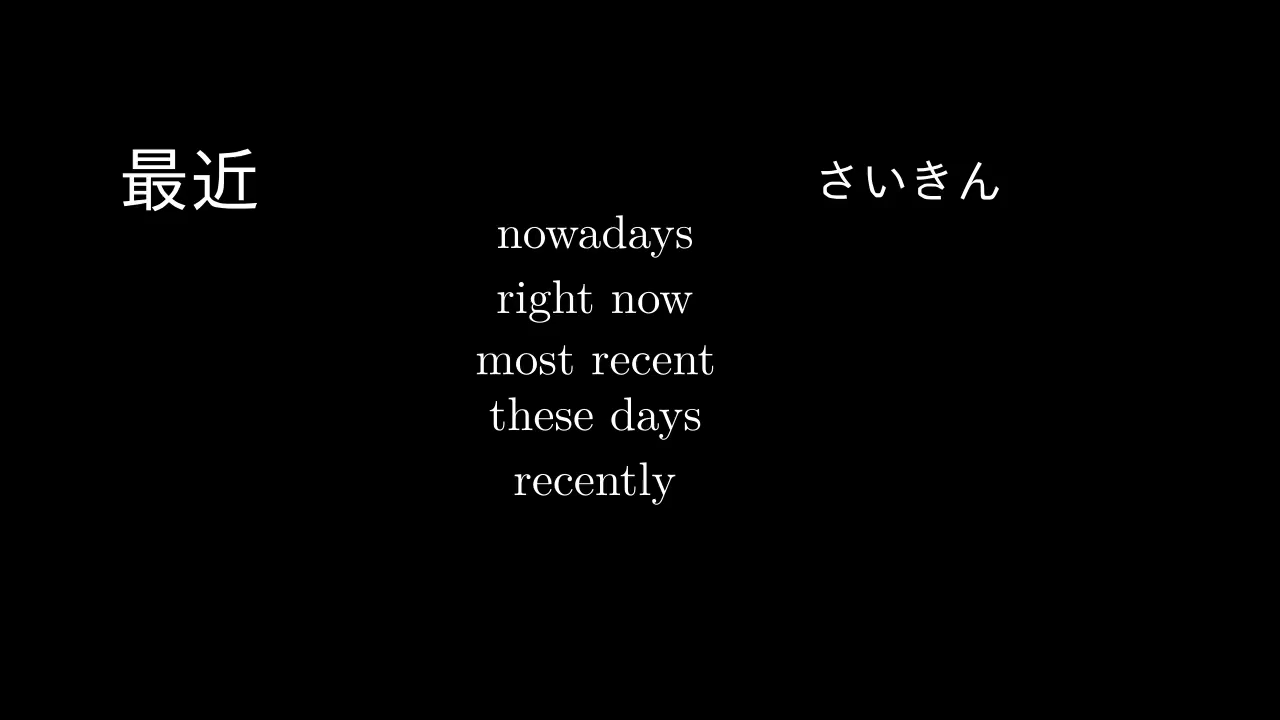 最近
さいきん
nowadays
right now
most recent
these days
recently